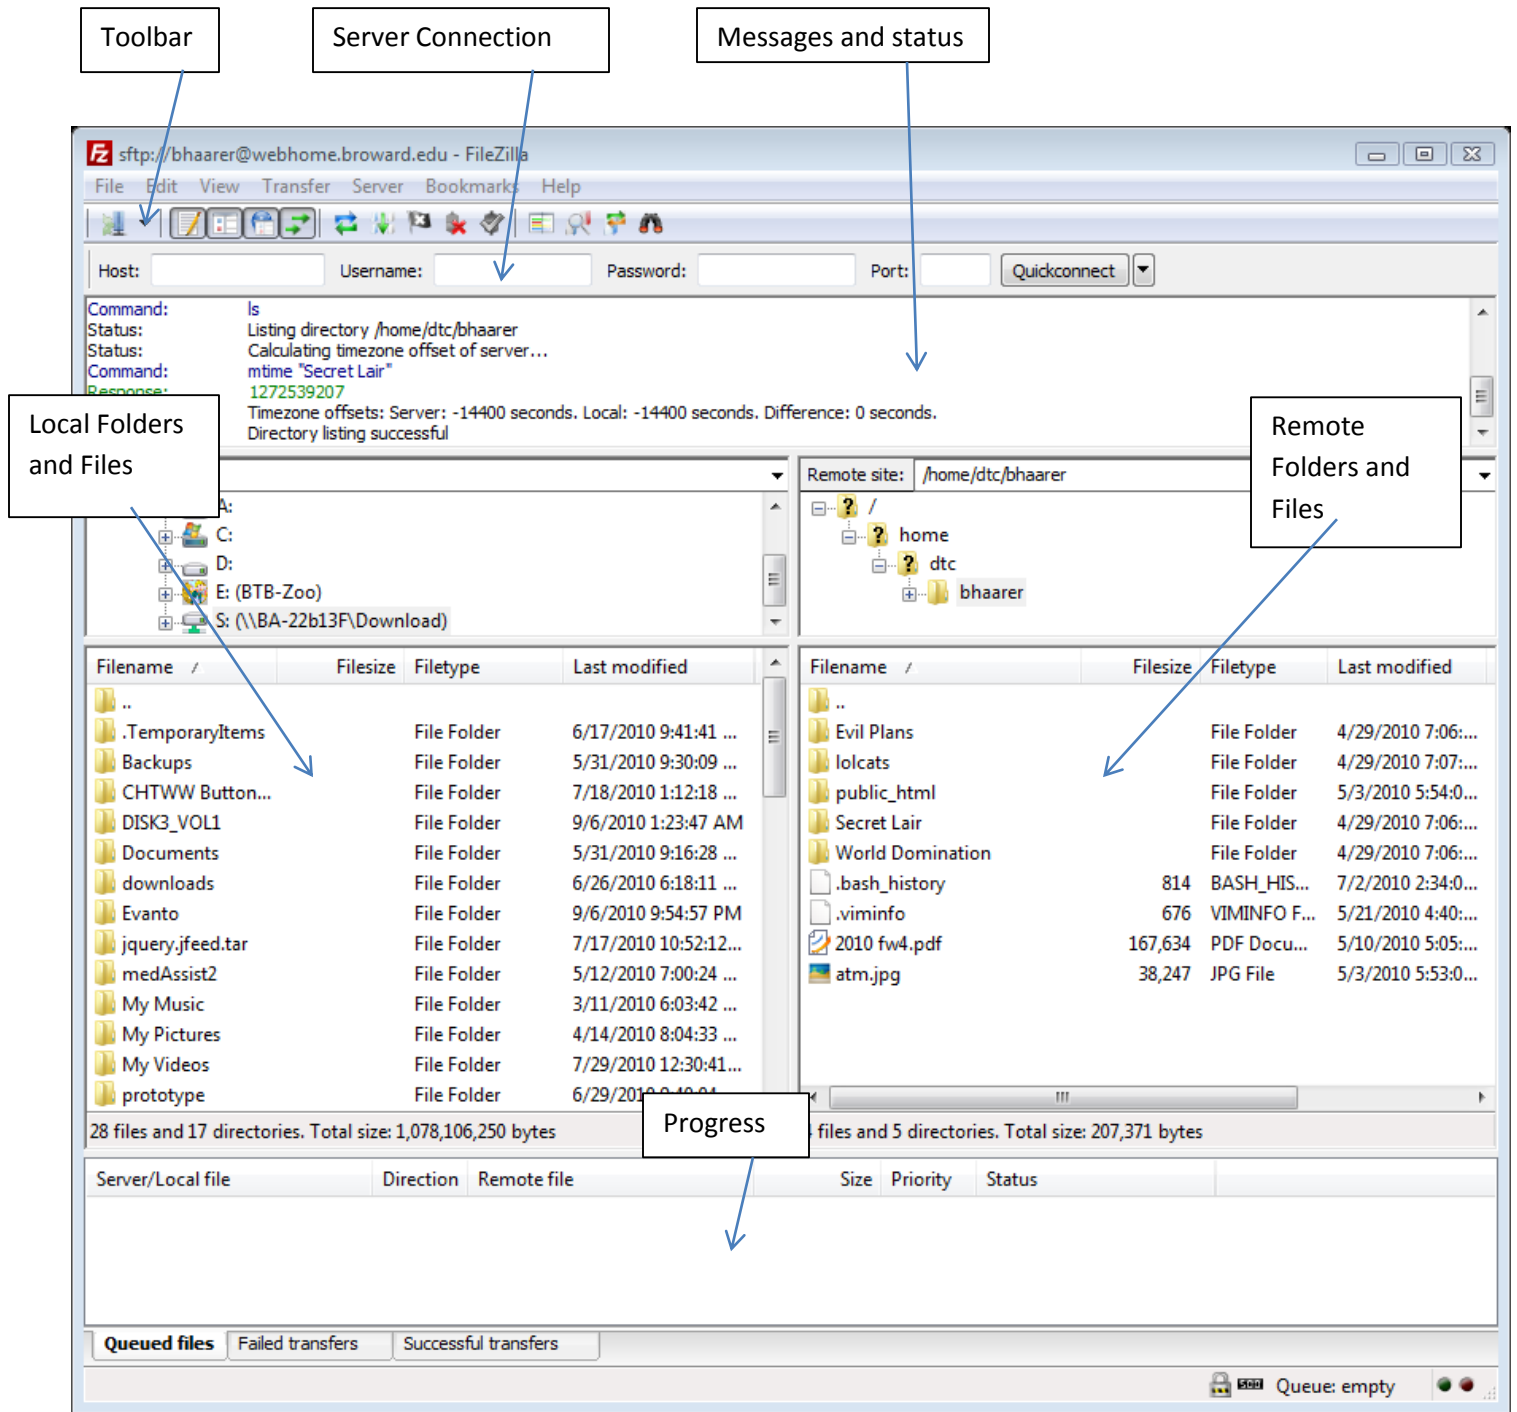 Toolbar
Server Connection
Messages and status
sftp://bhaarer@webhome.broward.edu - FileZilla
File Edit View Transfer Server Bookmarks Help
Host: Username: Password: Port: Quickconnect
Command: ls
Status: Listing directory /home/dtc/bhaarer
Status: Calculating timezone offset of server...
Command: mtime "Secret Lair"
Response: 1272539207
Timezone offsets: Server: -14400 seconds. Local: -14400 seconds. Difference: 0 seconds.
Directory listing successful
Local Folders
and Files
Remote
Folders and
Files
A:
C:
D:
E: (BTB-Zoo)
S: (\\BA-22b13F\Download)
Remote site: /home/dtc/bhaarer
/
home
dtc
bhaarer
Filename / Filesize Filetype Last modified
..
.TemporaryItems File Folder 6/17/2010 9:41:41 ...
Backups File Folder 5/31/2010 9:30:09 ...
CHTWW Button... File Folder 7/18/2010 1:12:18 ...
DISK3_VOL1 File Folder 9/6/2010 1:23:47 AM
Documents File Folder 5/31/2010 9:16:28 ...
downloads File Folder 6/26/2010 6:18:11 ...
Evanto File Folder 9/6/2010 9:54:57 PM
jquery.jfeed.tar File Folder 7/17/2010 10:52:12...
medAssist2 File Folder 5/12/2010 7:00:24 ...
My Music File Folder 3/11/2010 6:03:42 ...
My Pictures File Folder 4/14/2010 8:04:33 ...
My Videos File Folder 7/29/2010 12:30:41...
prototype File Folder
28 files and 17 directories. Total size: 1,078,106,250 bytes
Filename / Filesize Filetype Last modified
..
Evil Plans File Folder 4/29/2010 7:06:...
lolcats File Folder 4/29/2010 7:07:...
public_html File Folder 5/3/2010 5:54:0...
Secret Lair File Folder 4/29/2010 7:06:...
World Domination File Folder 4/29/2010 7:06:...
.bash_history 814 BASH_HIS... 7/2/2010 2:34:0...
.viminfo 676 VIMINFO F... 5/21/2010 4:40:...
2010 fw4.pdf 167,634 PDF Docu... 5/10/2010 5:05:...
atm.jpg 38,247 JPG File 5/3/2010 5:53:0...
files and 5 directories. Total size: 207,371 bytes
Progress
Server/Local file Direction Remote file Size Priority Status
Queued files Failed transfers Successful transfers
Queue: empty